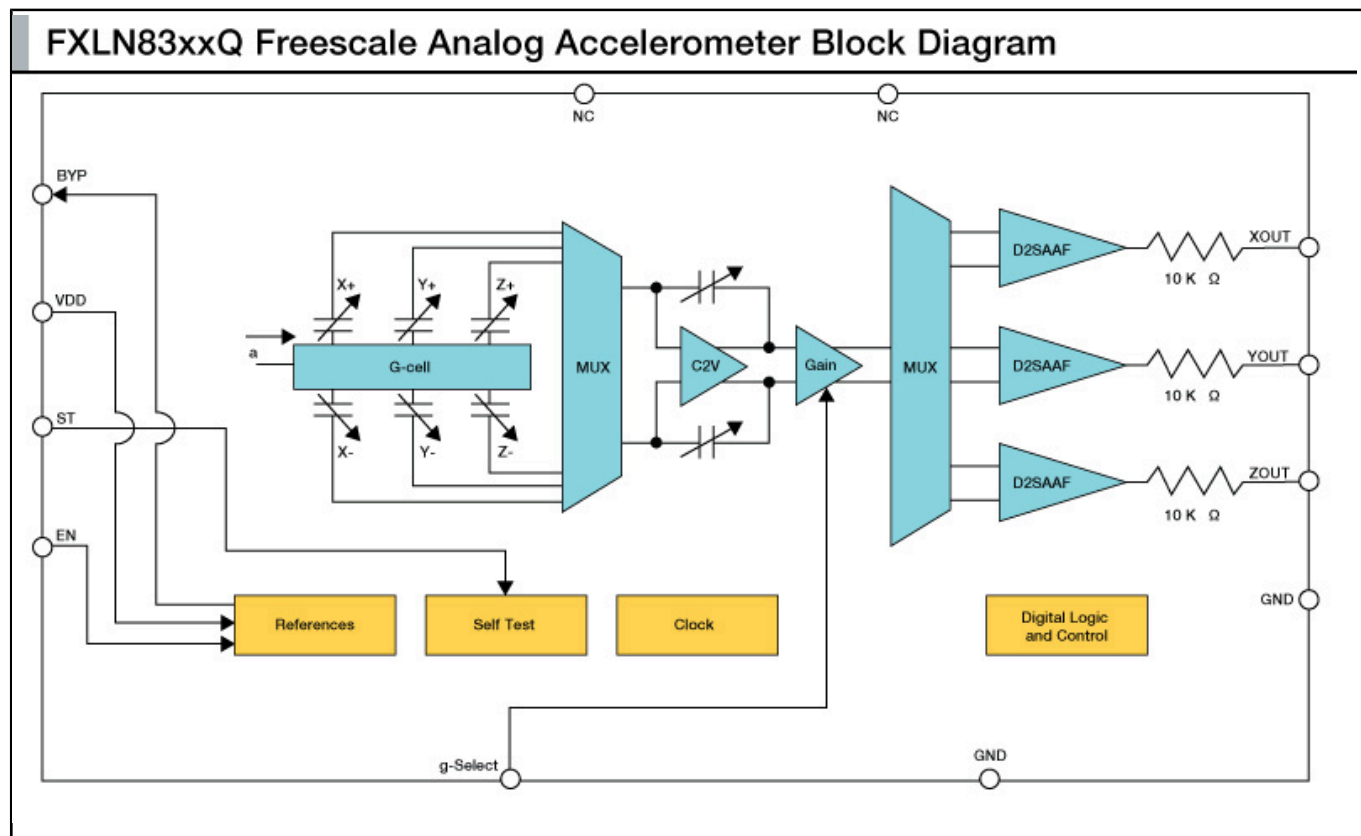 FXLN83xxQ Freescale Analog Accelerometer Block Diagram
NC
NC
BYP
VDD
ST
EN
a
X+
Y+
Z+
G-cell
X-
Y-
Z-
MUX
C2V
Gain
MUX
D2SAAF
10 K Ω
XOUT
D2SAAF
10 K Ω
YOUT
D2SAAF
10 K Ω
ZOUT
GND
References
Self Test
Clock
Digital Logic
and Control
g-Select
GND